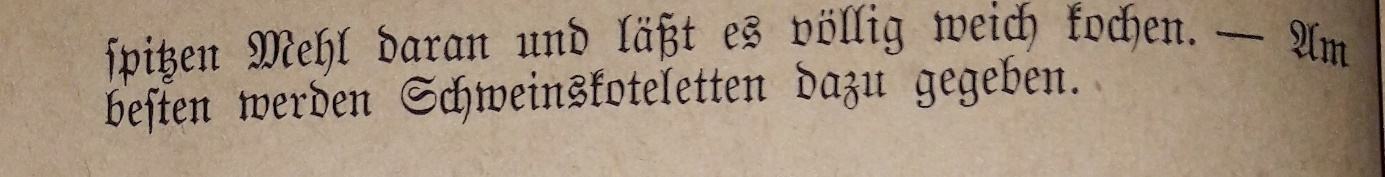 ſpitzen Mehl daran und läßt es völlig weich kochen. — Am
beſten werden Schweinskoteletten dazu gegeben.